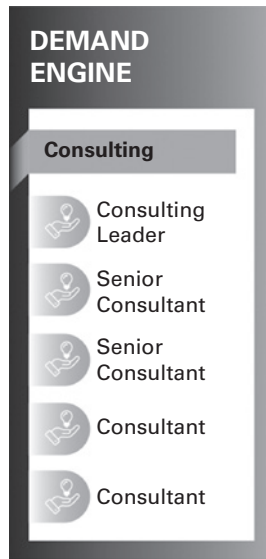 DEMAND
ENGINE
Consulting
Consulting
Leader
Senior
Consultant
Senior
Consultant
Consultant
Consultant